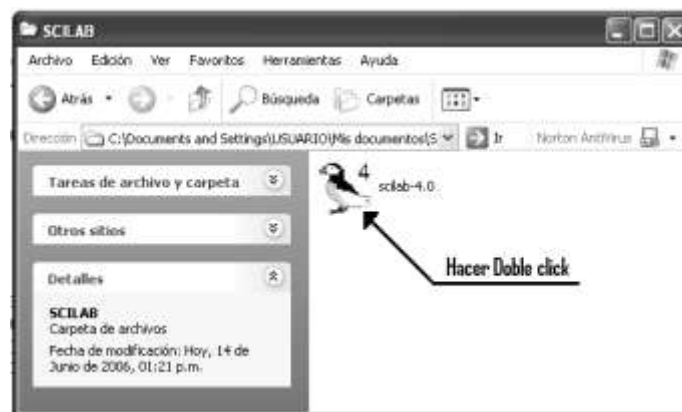 SCILAB
Archivo Edición Ver Favoritos Herramientas Ayuda
Atrás Búsqueda Carpetas
Dirección C:\Documents and Settings\USUARIO\Mis documentos\S Ir Norton AntiVirus
Tareas de archivo y carpeta
Otros sitios
Detalles
SCILAB
Carpeta de archivos
Fecha de modificación: Hoy, 14 de
Junio de 2006, 01:21 p.m.
4
scilab-4.0
Hacer Doble click